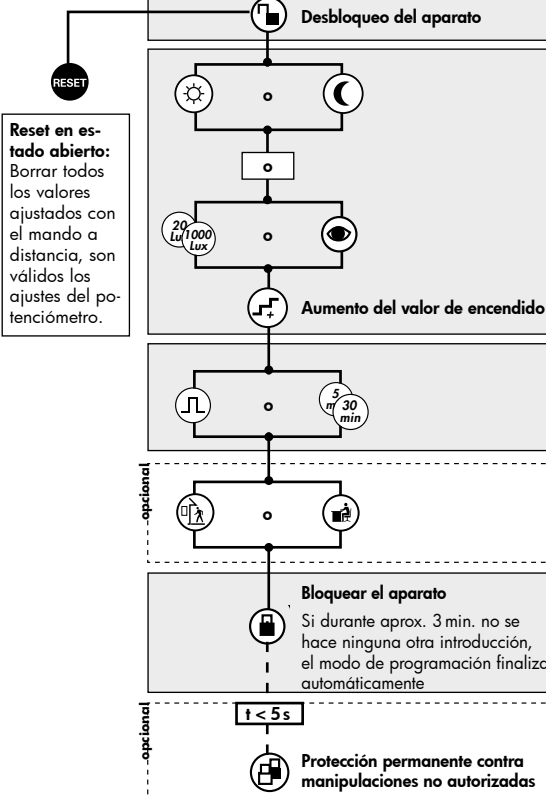 Desbloqueo del aparato
RESET
Reset en es-
tado abierto:
Borrar todos
los valores
ajustados con
el mando a
distancia, son
válidos los
ajustes del po-
tenciómetro.
o
o
20
Lu
1000
Lux
o
+
Aumento del valor de encendido
o
5
m
30
min
opcional
o
Bloquear el aparato
Si durante aprox. 3 min. no se
hace ninguna otra introducción,
el modo de programación finaliza
automáticamente
opcional
t < 5 s
Protección permanente contra
manipulaciones no autorizadas